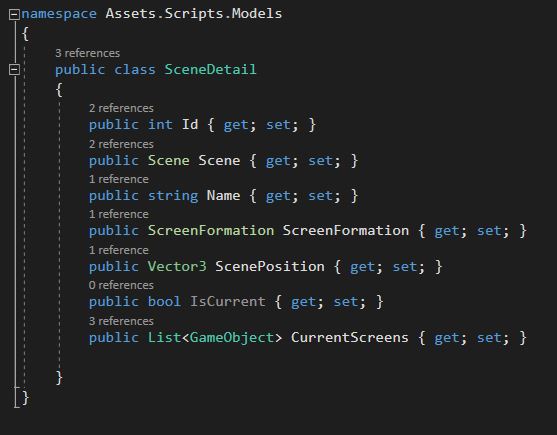 namespace Assets.Scripts.Models
{
3 references
public class SceneDetail
{
2 references
public int Id { get; set; }
2 references
public Scene Scene { get; set; }
1 reference
public string Name { get; set; }
1 reference
public ScreenFormation ScreenFormation { get; set; }
1 reference
public Vector3 ScenePosition { get; set; }
0 references
public bool IsCurrent { get; set; }
3 references
public List<GameObject> CurrentScreens { get; set; }
}
}